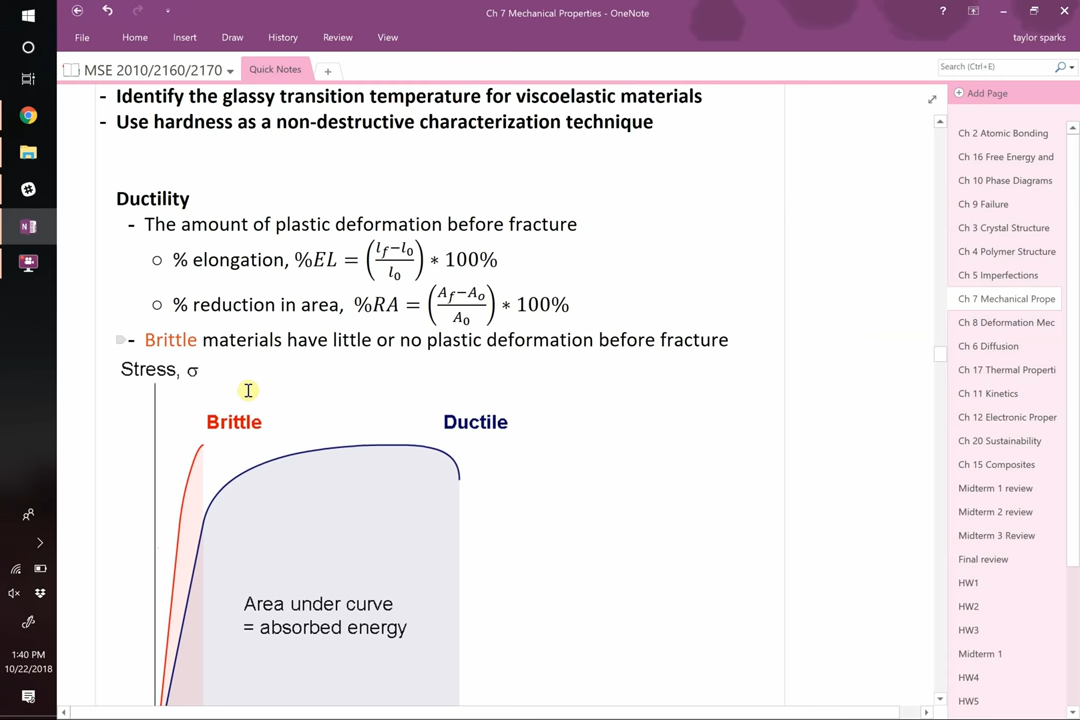 Ch 7 Mechanical Properties - OneNote
?
File Home Insert Draw History Review View
taylor sparks
MSE 2010/2160/2170
Quick Notes
+
Search (Ctrl+E)
- Identify the glassy transition temperature for viscoelastic materials
- Use hardness as a non-destructive characterization technique
Ductility
- The amount of plastic deformation before fracture
○ % elongation, %EL = ((l_f − l_0) / l_0) * 100%
○ % reduction in area, %RA = ((A_f − A_o) / A_0) * 100%
- Brittle materials have little or no plastic deformation before fracture
Stress, σ
Brittle
Ductile
Area under curve
= absorbed energy
Add Page
Ch 2 Atomic Bonding
Ch 16 Free Energy and
Ch 10 Phase Diagrams
Ch 9 Failure
Ch 3 Crystal Structure
Ch 4 Polymer Structure
Ch 5 Imperfections
Ch 7 Mechanical Prope
Ch 8 Deformation Mec
Ch 6 Diffusion
Ch 17 Thermal Properti
Ch 11 Kinetics
Ch 12 Electronic Proper
Ch 20 Sustainability
Ch 15 Composites
Midterm 1 review
Midterm 2 review
Midterm 3 Review
Final review
HW1
HW2
HW3
Midterm 1
HW4
HW5
1:40 PM
10/22/2018